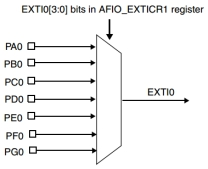 EXTI0[3:0] bits in AFIO_EXTICR1 register
PA0
PB0
PC0
PD0
PE0
PF0
PG0
EXTI0